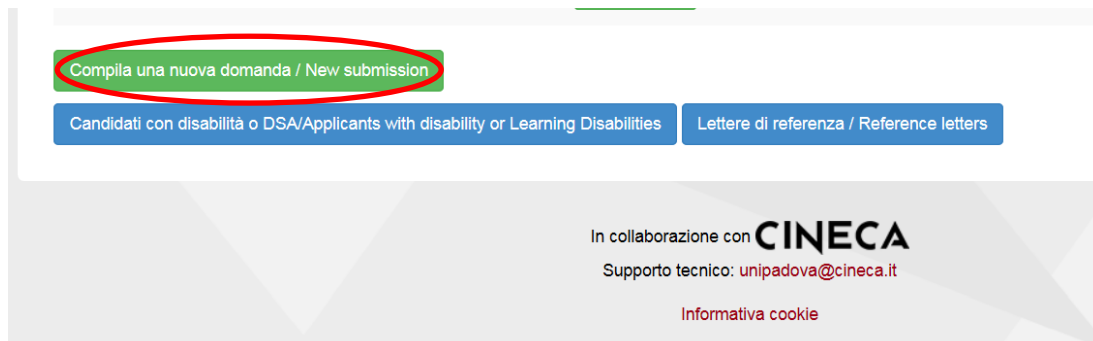 Compila una nuova domanda / New submission
Candidati con disabilità o DSA/Applicants with disability or Learning Disabilities
Lettere di referenza / Reference letters
In collaborazione con CINECA
Supporto tecnico: unipadova@cineca.it
Informativa cookie